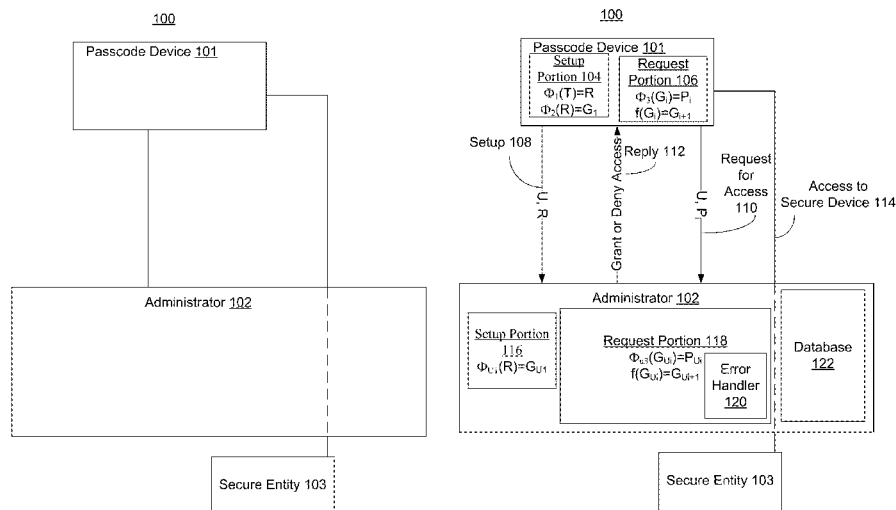 100
Passcode Device 101
Administrator 102
Secure Entity 103
100
Passcode Device 101
Setup
Portion 104
Φ₁(T)=R
Φ₂(R)=G₁
Request
Portion 106
Φ₃(Gᵢ)=Pᵢ
f(Gᵢ)=Gᵢ₊₁
Setup 108
U, R
Grant or Deny Access
Reply 112
U, Pᵢ
Request
for
Access
110
Access to
Secure Device 114
Administrator 102
Setup Portion
116
(R)=G
Request Portion 118
Φᵤ₃(Gᵤᵢ)=Pᵤᵢ
f(Gᵤᵢ)=Gᵤᵢ₊₁
Error
Handler
120
Database
122
Secure Entity 103